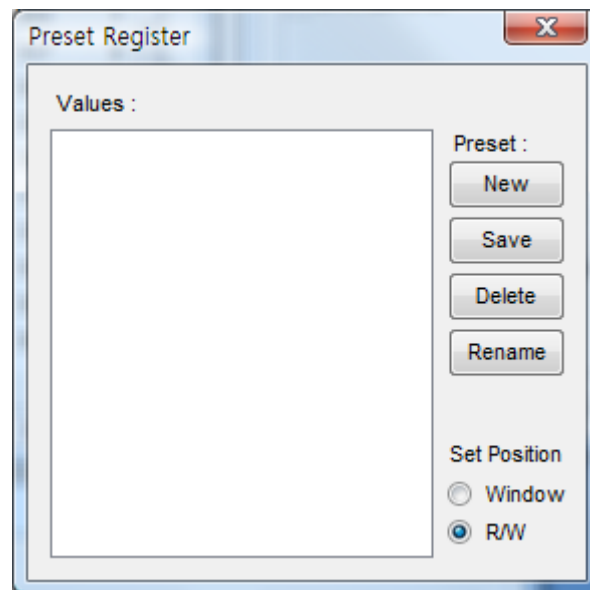 Preset Register
Values :
Preset :
New
Save
Delete
Rename
Set Position
Window
R/W